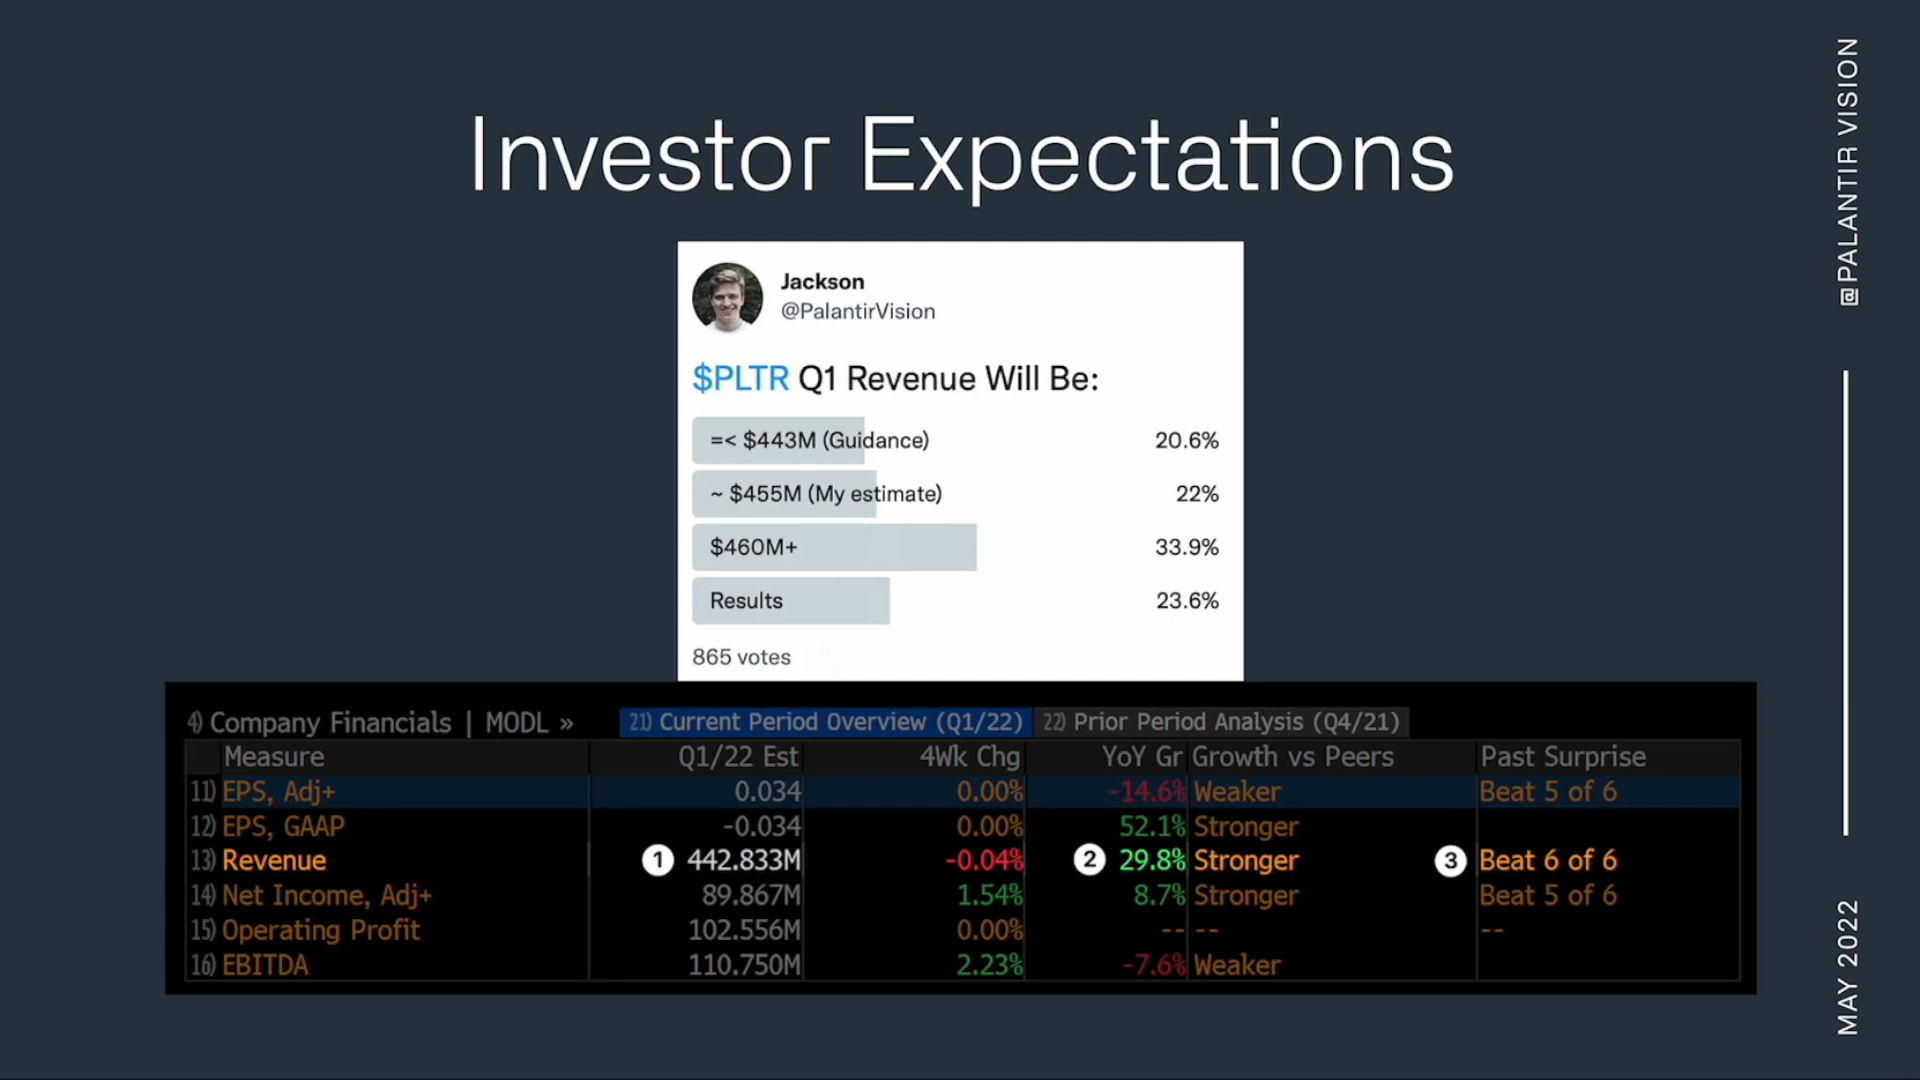 Investor Expectations
Jackson
@PalantirVision
$PLTR Q1 Revenue Will Be:
=< $443M (Guidance) 20.6%
~ $455M (My estimate) 22%
$460M+ 33.9%
Results 23.6%
865 votes
4) Company Financials | MODL » 21) Current Period Overview (Q1/22) 22) Prior Period Analysis (Q4/21)
Measure Q1/22 Est 4Wk Chg YoY Gr Growth vs Peers Past Surprise
11) EPS, Adj+ 0.034 0.00% -14.6% Weaker Beat 5 of 6
12) EPS, GAAP -0.034 0.00% 52.1% Stronger
13) Revenue 1 442.833M -0.04% 2 29.8% Stronger 3 Beat 6 of 6
14) Net Income, Adj+ 89.867M 1.54% 8.7% Stronger Beat 5 of 6
15) Operating Profit 102.556M 0.00% -- -- --
16) EBITDA 110.750M 2.23% -7.6% Weaker
@PALANTIR VISION
MAY 2022